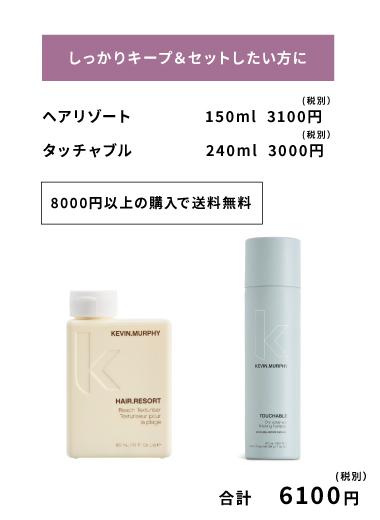 しっかりキープ＆セットしたい方に
(税別)
ヘアリゾート 150ml 3100円
(税別)
タッチャブル 240ml 3000円
8000円以上の購入で送料無料
KEVIN.MURPHY
HAIR.RESORT
Beach Texturiser
Texturiseur pour
la plage
KEVIN.MURPHY
TOUCHABLE
(税別)
合計 6100円